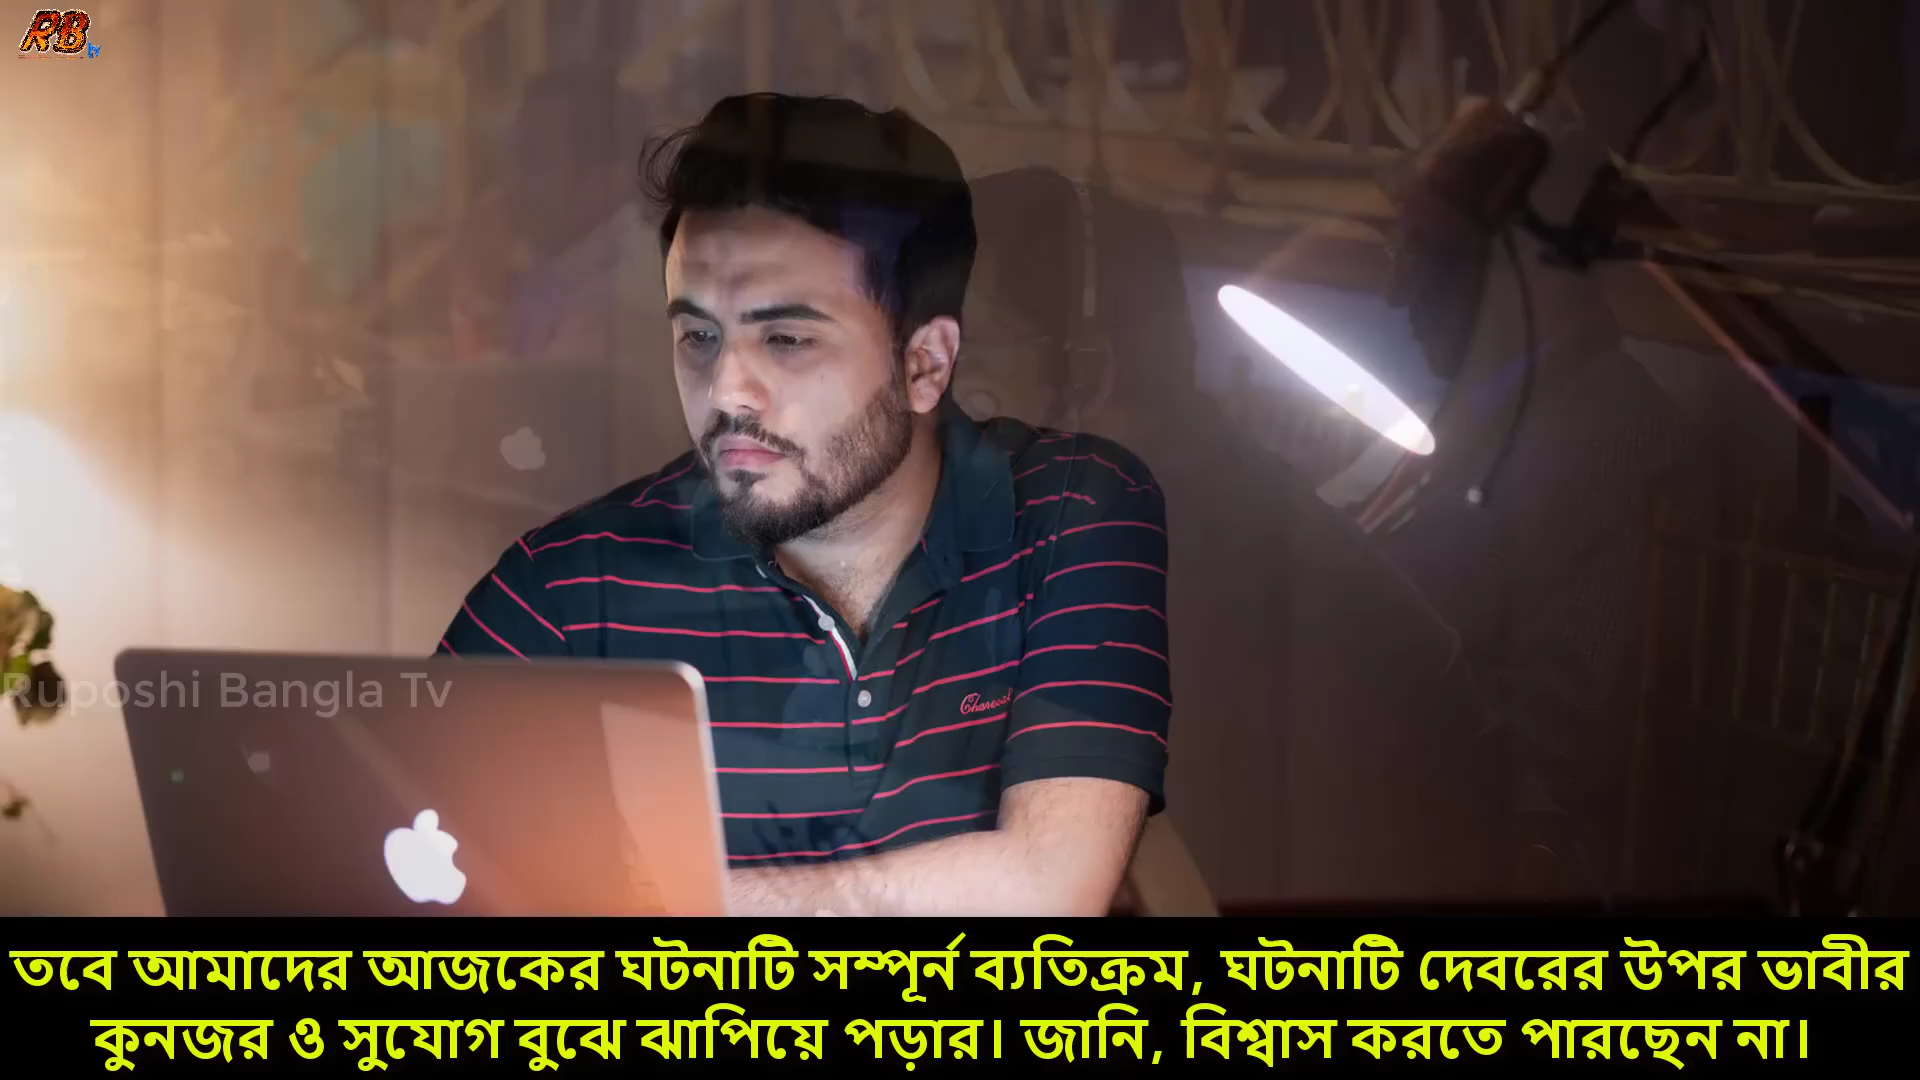 RB tv
Ruposhi Bangla Tv
Charcoal
তবে আমাদের আজকের ঘটনাটি সম্পূর্ন ব্যতিক্রম, ঘটনাটি দেবরের উপর ভাবীর
কুনজর ও সুযোগ বুঝে ঝাপিয়ে পড়ার। জানি, বিশ্বাস করতে পারছেন না।